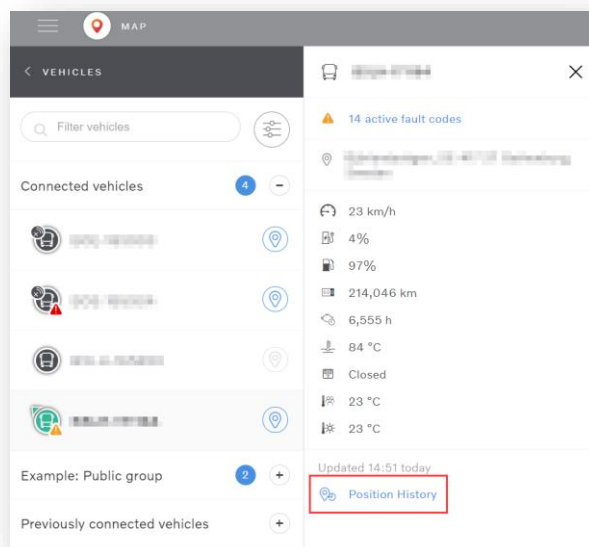 MAP
VEHICLES
Filter vehicles
Connected vehicles 4
Example: Public group 2
Previously connected vehicles
14 active fault codes
23 km/h
4%
97%
214,046 km
6,555 h
84 °C
Closed
23 °C
23 °C
Updated 14:51 today
Position History